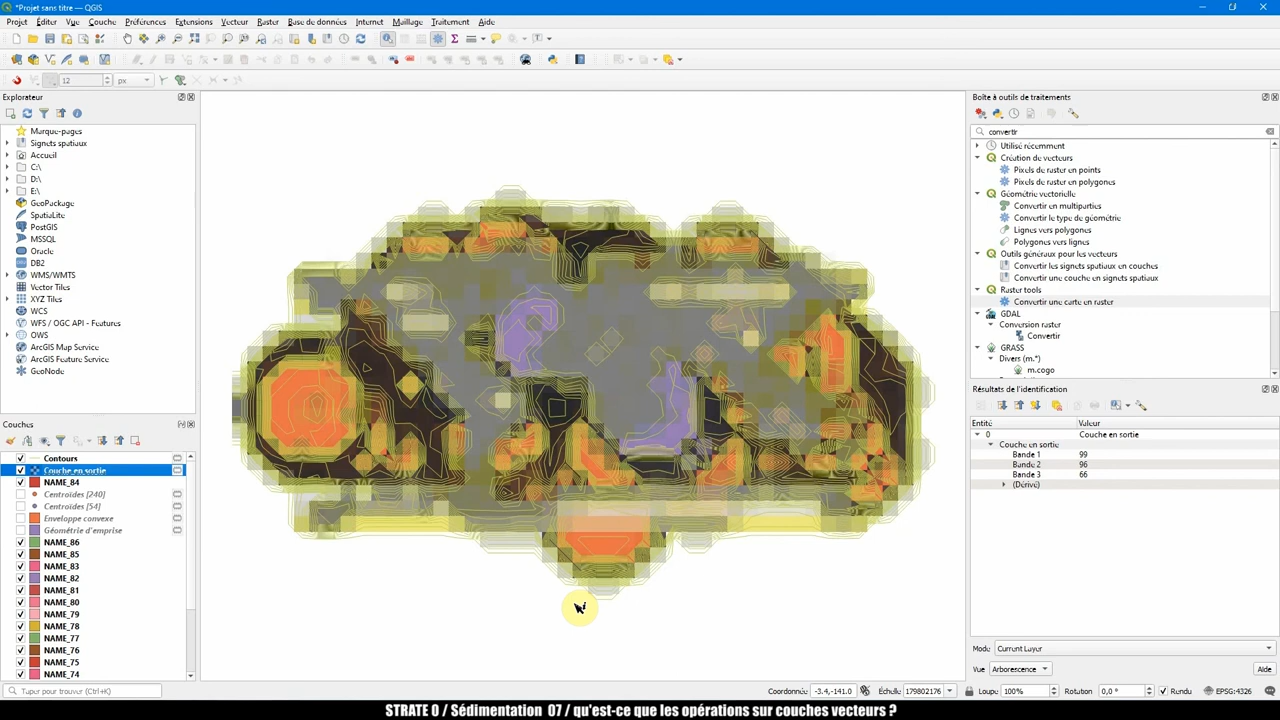 *Projet sans titre — QGIS
Projet Éditer Vue Couche Préférences Extensions Vecteur Raster Base de données Internet Maillage Traitement Aide
12 px
Explorateur
Marque-pages
Signets spatiaux
Accueil
C:\
D:\
E:\
GeoPackage
SpatiaLite
PostGIS
MSSQL
Oracle
DB2
WMS/WMTS
Vector Tiles
XYZ Tiles
WCS
WFS / OGC API - Features
OWS
ArcGIS Map Service
ArcGIS Feature Service
GeoNode
Couches
Contours
Couche en sortie
NAME_84
Centroïdes [240]
Centroïdes [54]
Enveloppe convexe
Géométrie d'emprise
NAME_86
NAME_85
NAME_83
NAME_82
NAME_81
NAME_80
NAME_79
NAME_78
NAME_77
NAME_76
NAME_75
NAME_74
Boîte à outils de traitements
convertir
Utilisé récemment
Création de vecteurs
Pixels de raster en points
Pixels de raster en polygones
Géométrie vectorielle
Convertir en multiparties
Convertir le type de géométrie
Lignes vers polygones
Polygones vers lignes
Outils généraux pour les vecteurs
Convertir les signets spatiaux en couches
Convertir une couche en signets spatiaux
Raster tools
Convertir une carte en raster
GDAL
Conversion raster
Convertir
GRASS
Divers (m.*)
m.cogo
Résultats de l'identification
Entité Valeur
0 Couche en sortie
Couche en sortie
Bande 1 99
Bande 2 96
Bande 3 66
(Dérivé)
Mode Current Layer
Vue Arborescence Aide
Taper pour trouver (Ctrl+K)
Coordonnée -3.4,-141.0 Échelle 179802176 Loupe 100% Rotation 0,0 ° Rendu EPSG:4326
STRATE 0 / Sédimentation 07 / qu'est-ce que les opérations sur couches vecteurs ?